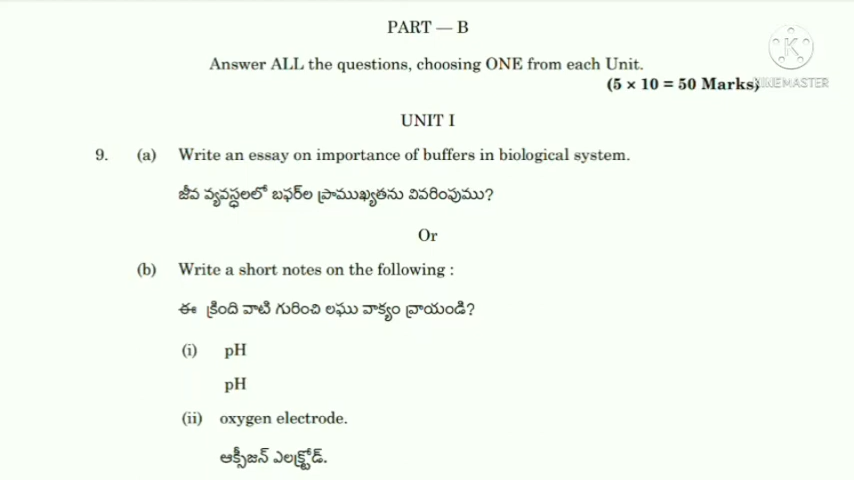 PART — B
Answer ALL the questions, choosing ONE from each Unit.
(5 × 10 = 50 Marks)
KINEMASTER
UNIT I
9. (a) Write an essay on importance of buffers in biological system.
జీవ వ్యవస్థలలో బఫర్‌ల ప్రాముఖ్యతను వివరింపుము?
Or
(b) Write a short notes on the following :
ఈ క్రింది వాటి గురించి లఘు వాక్యం వ్రాయండి?
(i) pH
pH
(ii) oxygen electrode.
ఆక్సీజన్ ఎలక్ట్రోడ్.